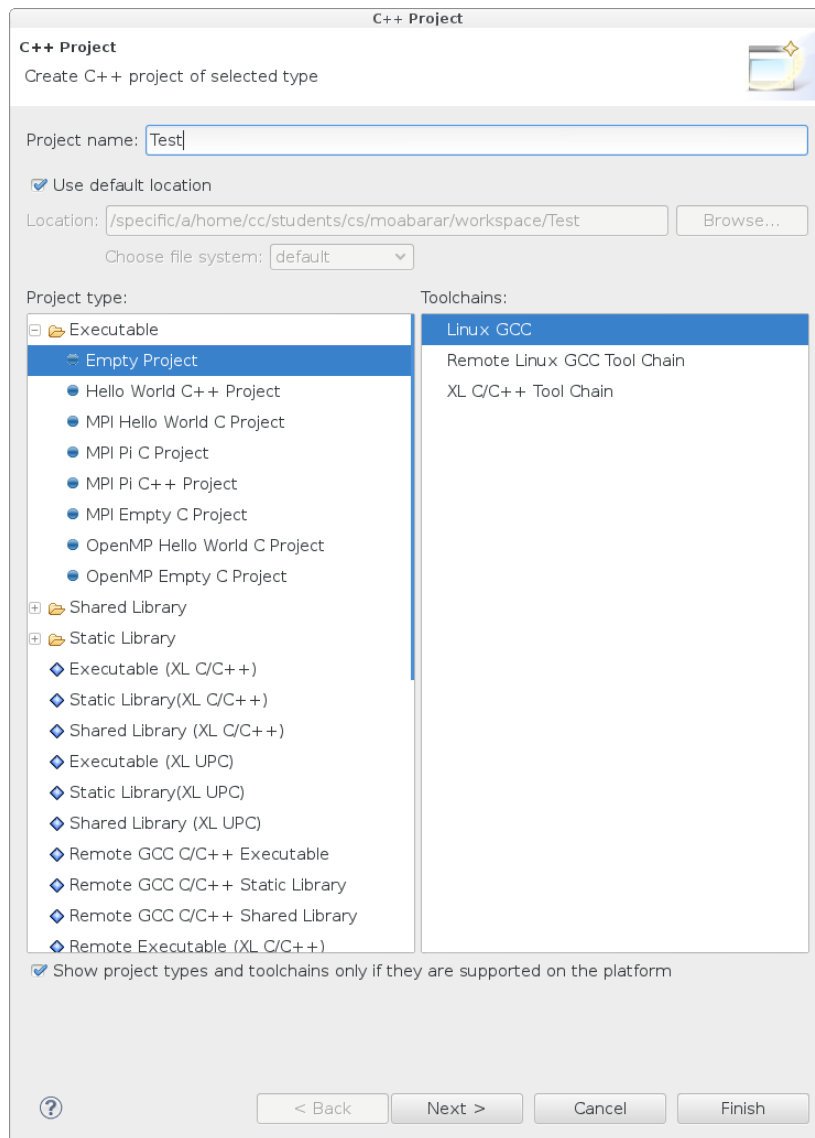 C++ Project
C++ Project
Create C++ project of selected type
Project name: Test
Use default location
Location: /specific/a/home/cc/students/cs/moabarar/workspace/Test Browse...
Choose file system: default
Project type:
Executable
Empty Project
Hello World C++ Project
MPI Hello World C Project
MPI Pi C Project
MPI Pi C++ Project
MPI Empty C Project
OpenMP Hello World C Project
OpenMP Empty C Project
Shared Library
Static Library
Executable (XL C/C++)
Static Library(XL C/C++)
Shared Library (XL C/C++)
Executable (XL UPC)
Static Library(XL UPC)
Shared Library (XL UPC)
Remote GCC C/C++ Executable
Remote GCC C/C++ Static Library
Remote GCC C/C++ Shared Library
Remote Executable (XL C/C++)
Toolchains:
Linux GCC
Remote Linux GCC Tool Chain
XL C/C++ Tool Chain
Show project types and toolchains only if they are supported on the platform
? < Back Next > Cancel Finish